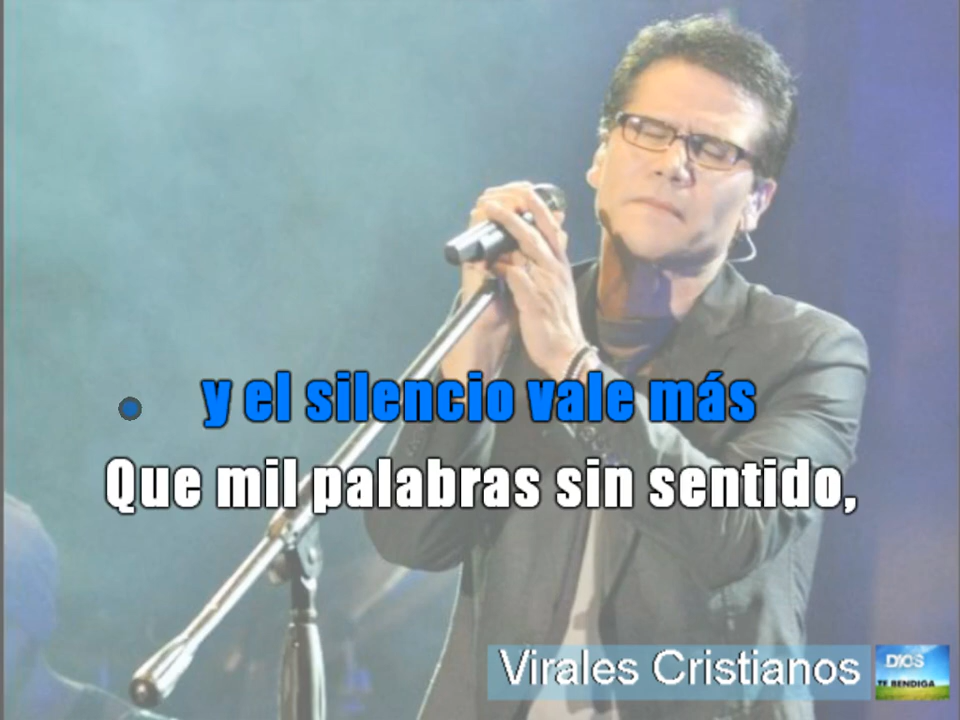 y el silencio vale más
Que mil palabras sin sentido,
Virales Cristianos
DIOS
TE BENDIGA